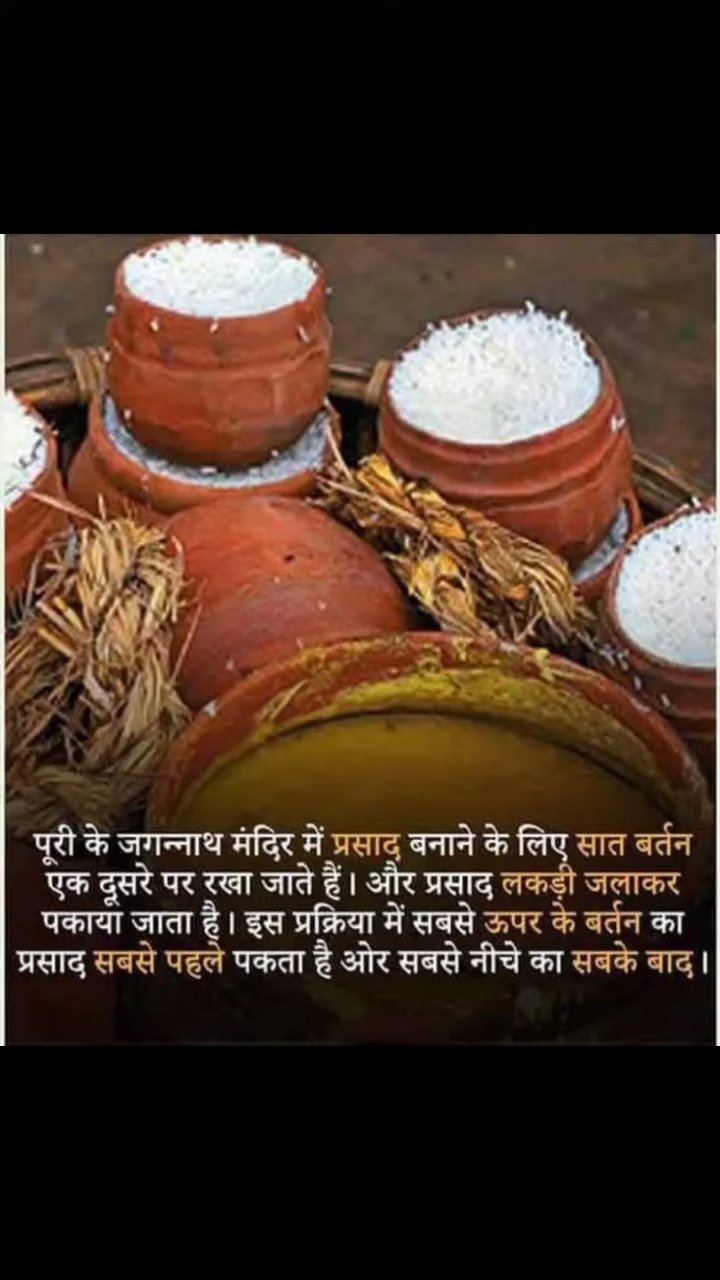 पूरी के जगन्नाथ मंदिर में प्रसाद बनाने के लिए सात बर्तन
एक दूसरे पर रखा जाते हैं। और प्रसाद लकड़ी जलाकर
पकाया जाता है। इस प्रक्रिया में सबसे ऊपर के बर्तन का
प्रसाद सबसे पहले पकता है ओर सबसे नीचे का सबके बाद।